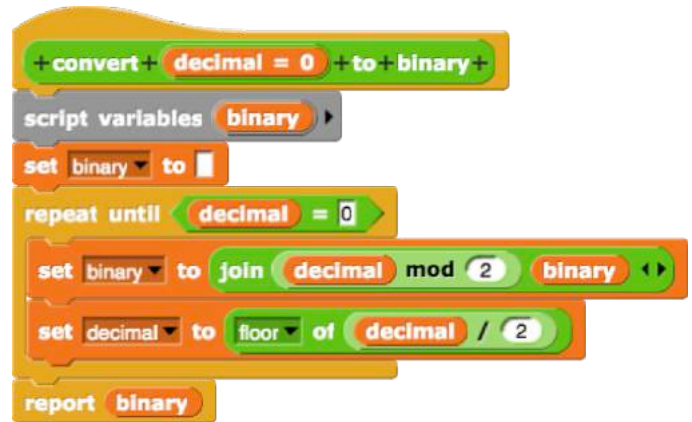 +convert+ decimal = 0 +to+binary+
script variables binary
set binary to
repeat until decimal = 0
set binary to join decimal mod 2 binary
set decimal to floor of decimal / 2
report binary